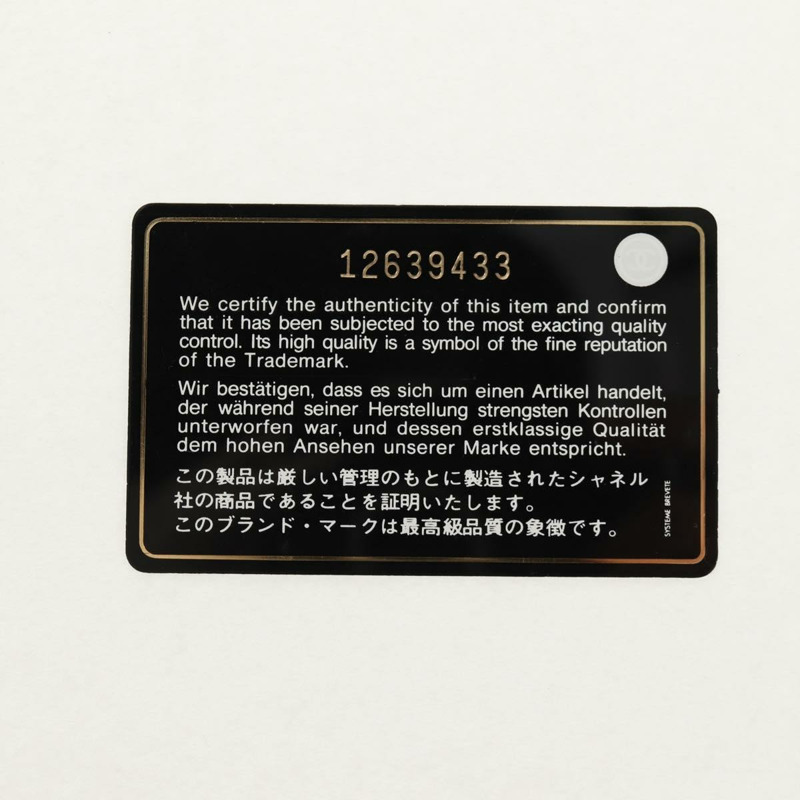 12639433
We certify the authenticity of this item and confirm
that it has been subjected to the most exacting quality
control. Its high quality is a symbol of the fine reputation
of the Trademark.
Wir bestätigen, dass es sich um einen Artikel handelt,
der während seiner Herstellung strengsten Kontrollen
unterworfen war, und dessen erstklassige Qualität
dem hohen Ansehen unserer Marke entspricht.
この製品は厳しい管理のもとに製造されたシャネル
社の商品であることを証明いたします。
このブランド・マークは最高級品質の象徴です。
SYSTEME BREVETE